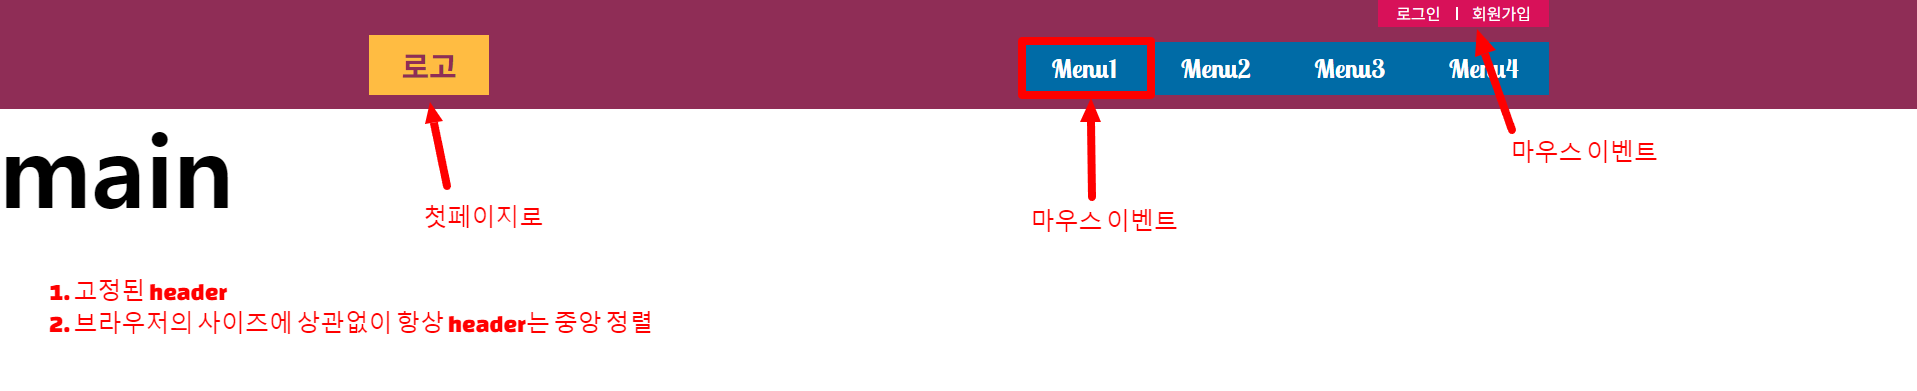 로그인 | 회원가입
로고
Menu1 Menu2 Menu3 Menu4
main
마우스 이벤트
첫페이지로
마우스 이벤트
1. 고정된 header
2. 브라우저의 사이즈에 상관없이 항상 header는 중앙 정렬